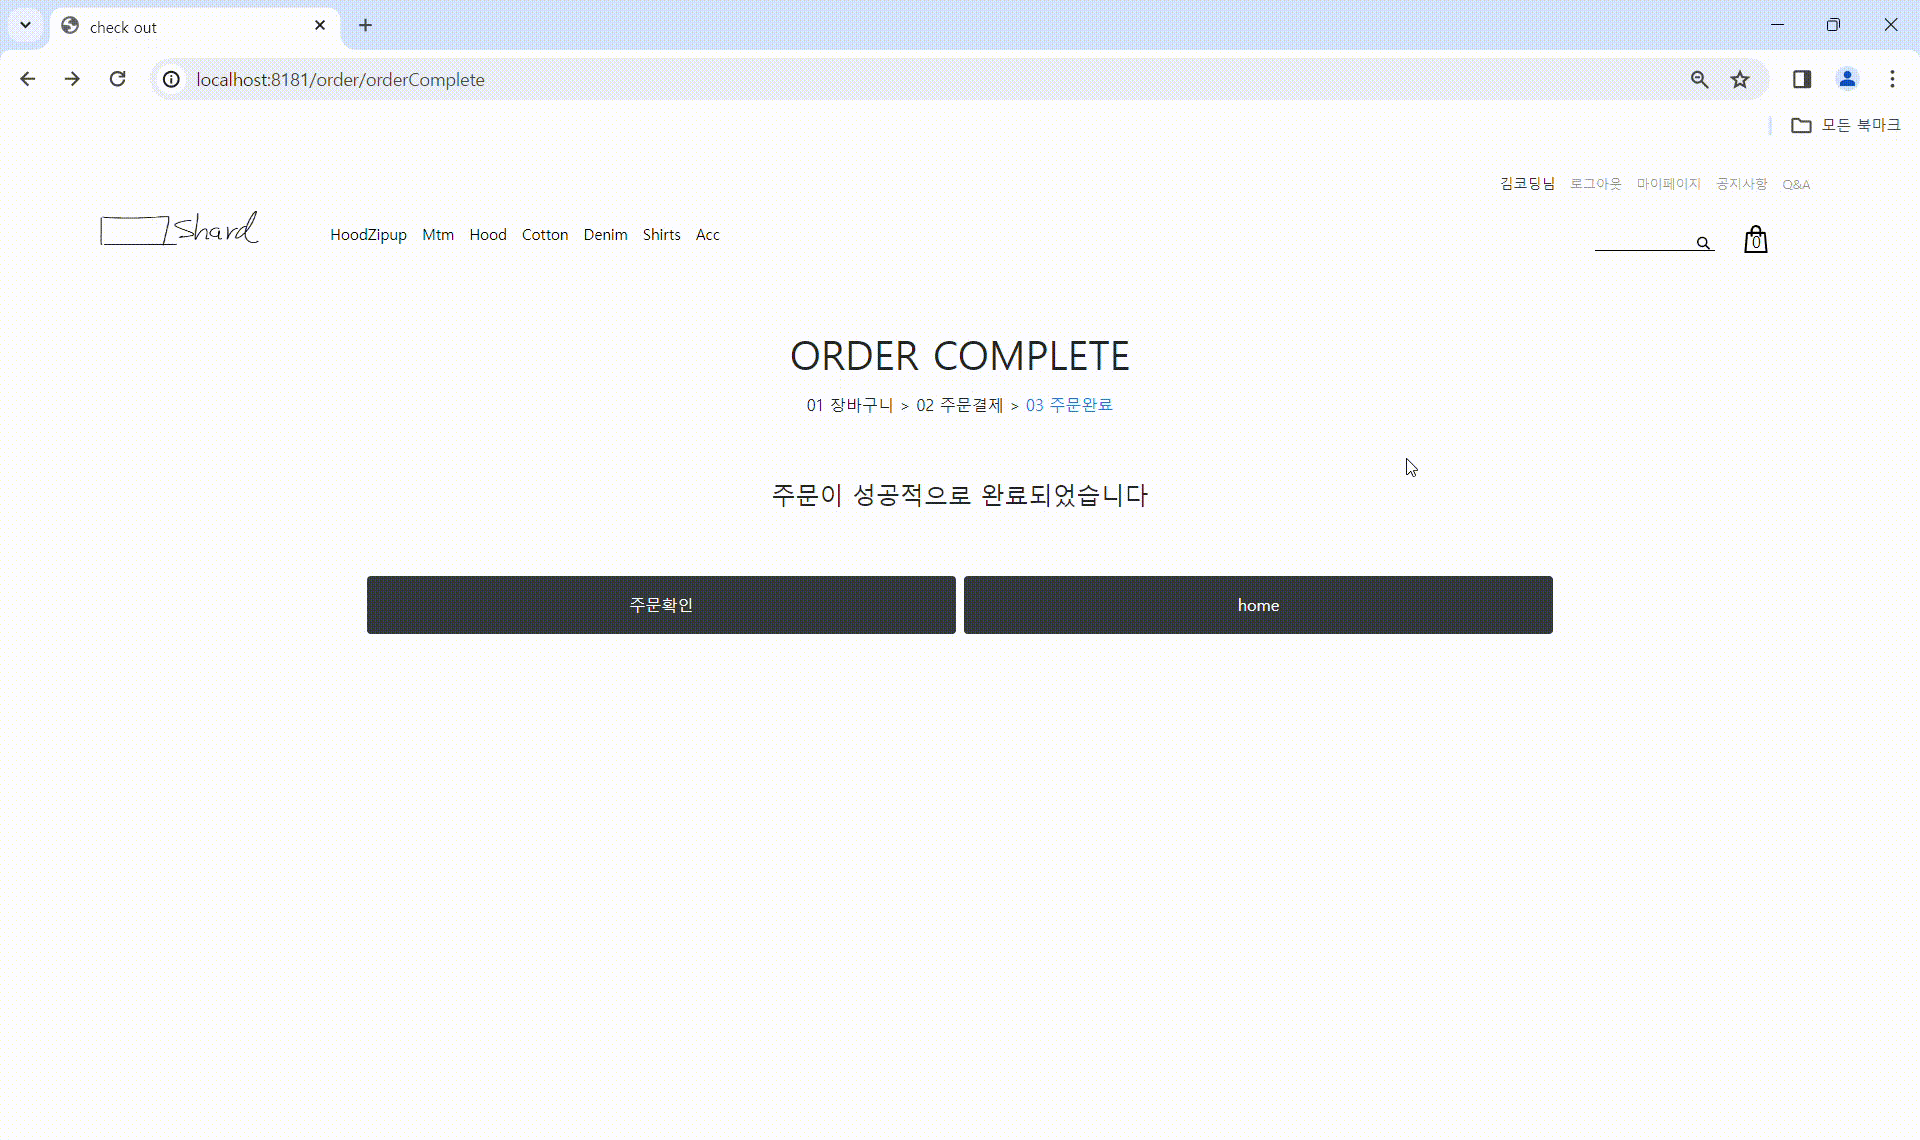 check out
localhost:8181/order/orderComplete
모든 북마크
김코딩님 로그아웃 마이페이지 공지사항 Q&A
Shard HoodZipup Mtm Hood Cotton Denim Shirts Acc 0
ORDER COMPLETE
01 장바구니 > 02 주문결제 > 03 주문완료
주문이 성공적으로 완료되었습니다
주문확인 home